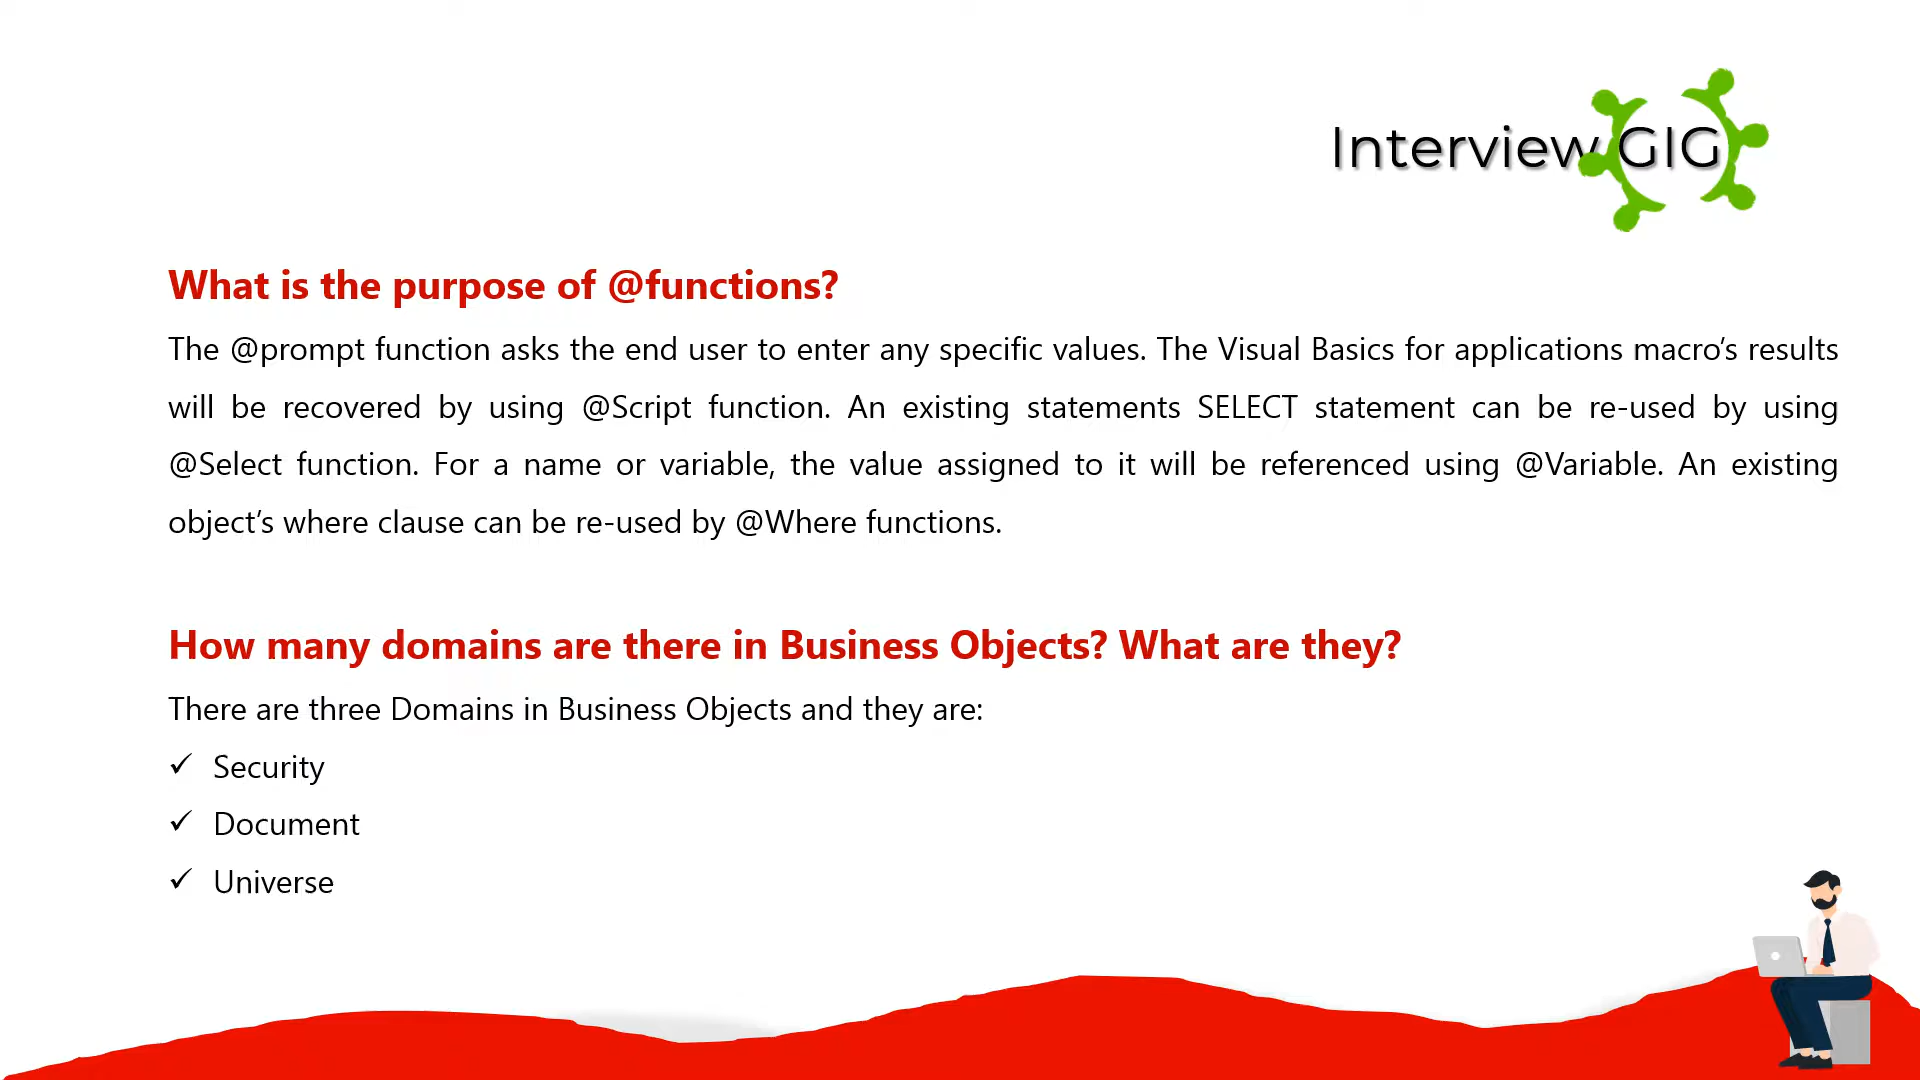 Interview GIG
What is the purpose of @functions?
The @prompt function asks the end user to enter any specific values. The Visual Basics for applications macro’s results
will be recovered by using @Script function. An existing statements SELECT statement can be re-used by using
@Select function. For a name or variable, the value assigned to it will be referenced using @Variable. An existing
object’s where clause can be re-used by @Where functions.
How many domains are there in Business Objects? What are they?
There are three Domains in Business Objects and they are:
✓ Security
✓ Document
✓ Universe